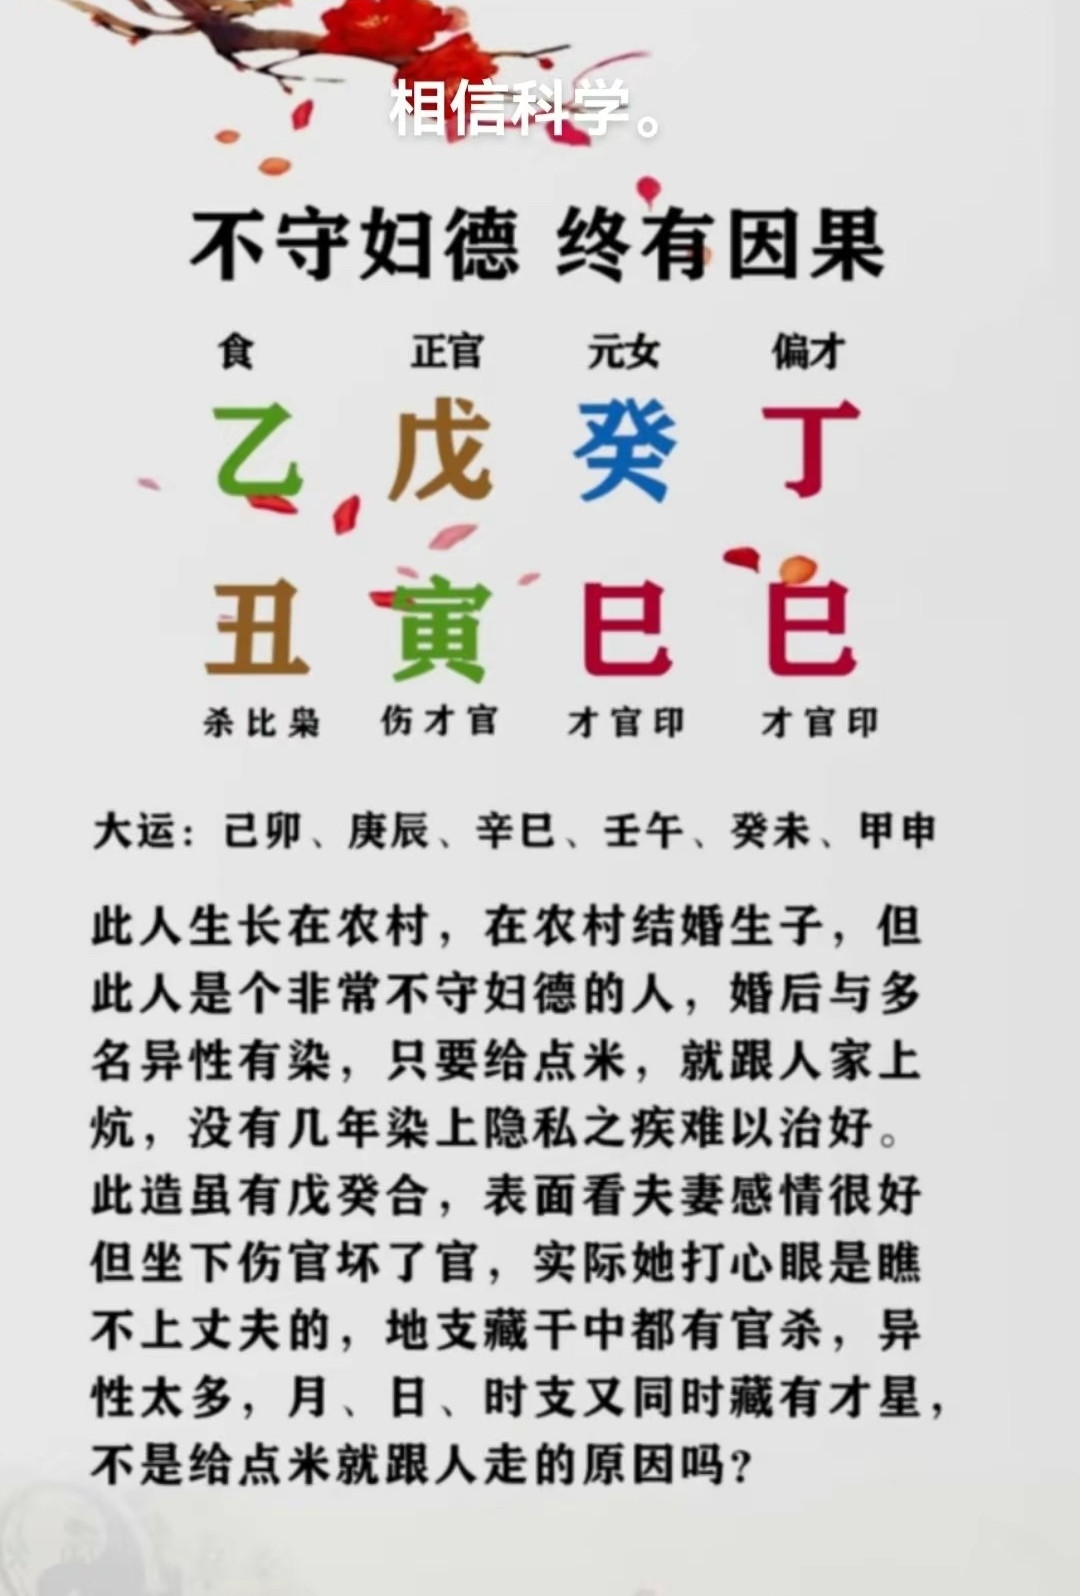 相信科学。
不守妇德 终有因果
食 正官 元女 偏才
乙 戊 癸 丁
丑 寅 巳 巳
杀比枭 伤才官 才官印 才官印
大运：己卯、庚辰、辛巳、壬午、癸未、甲申
此人生长在农村，在农村结婚生子，但
此人是个非常不守妇德的人，婚后与多
名异性有染，只要给点米，就跟人家上
炕，没有几年染上隐私之疾难以治好。
此造虽有戊癸合，表面看夫妻感情很好
但坐下伤官坏了官，实际她打心眼是瞧
不上丈夫的，地支藏干中都有官杀，异
性太多，月、日、时支又同时藏有才星，
不是给点米就跟人走的原因吗？